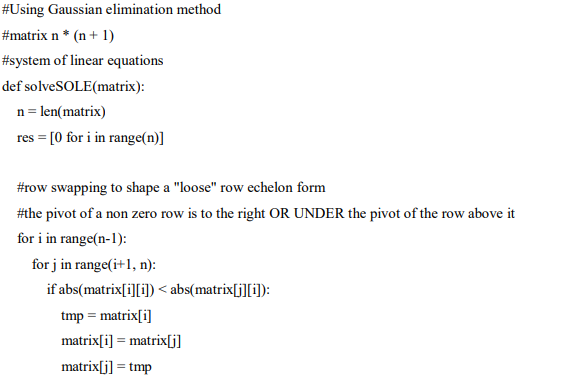 #Using Gaussian elimination method
#matrix n * (n + 1)
#system of linear equations
def solveSOLE(matrix):
n = len(matrix)
res = [0 for i in range(n)]
#row swapping to shape a "loose" row echelon form
#the pivot of a non zero row is to the right OR UNDER the pivot of the row above it
for i in range(n-1):
for j in range(i+1, n):
if abs(matrix[i][i]) < abs(matrix[j][i]):
tmp = matrix[i]
matrix[i] = matrix[j]
matrix[j] = tmp